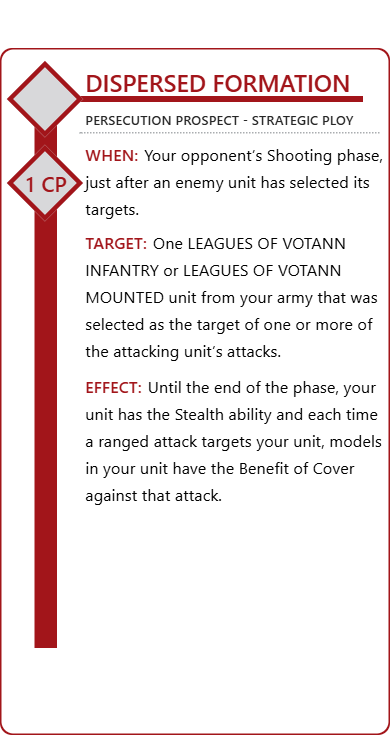 DISPERSED FORMATION
PERSECUTION PROSPECT - STRATEGIC PLOY
WHEN: Your opponent's Shooting phase,
1 CP
just after an enemy unit has selected its
targets.
TARGET: One LEAGUES OF VOTANN
INFANTRY or LEAGUES OF VOTANN
MOUNTED unit from your army that was
selected as the target of one or more of
the attacking unit's attacks.
EFFECT: Until the end of the phase, your
unit has the Stealth ability and each time
a ranged attack targets your unit, models
in your unit have the Benefit of Cover
against that attack.